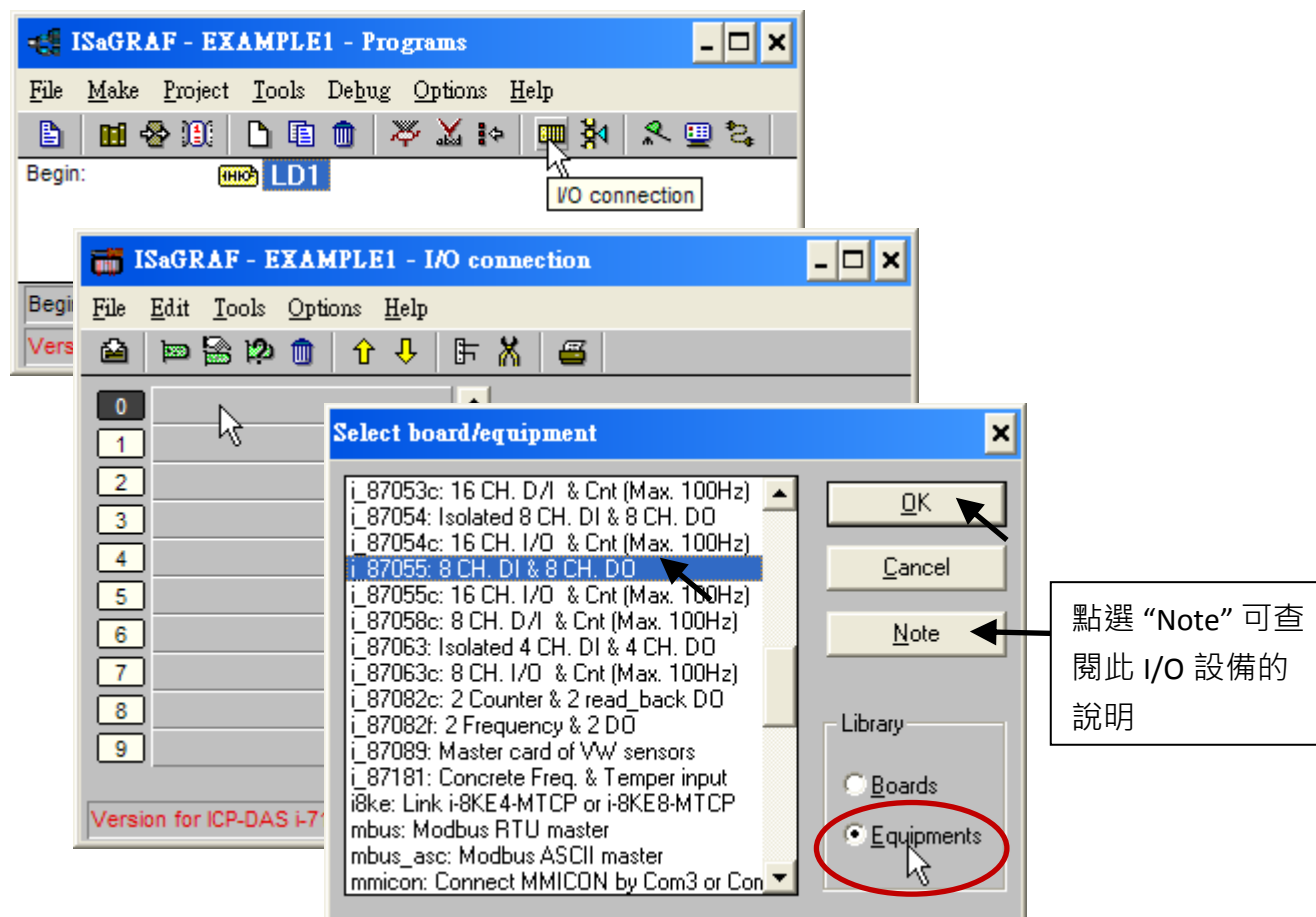 ISaGRAF - EXAMPLE1 - Programs
File Make Project Tools Debug Options Help
Begin: LD1
I/O connection
ISaGRAF - EXAMPLE1 - I/O connection
Begi
File Edit Tools Options Help
Vers
0
1
2
3
4
5
6
7
8
9
Version for ICP-DAS i-71
Select board/equipment
i_87053c: 16 CH. D/I & Cnt (Max. 100Hz)
i_87054: Isolated 8 CH. DI & 8 CH. DO
i_87054c: 16 CH. I/O & Cnt (Max. 100Hz)
i_87055: 8 CH. DI & 8 CH. DO
i_87055c: 16 CH. I/O & Cnt (Max. 100Hz)
i_87058c: 8 CH. D/I & Cnt (Max. 100Hz)
i_87063: Isolated 4 CH. DI & 4 CH. DO
i_87063c: 8 CH. I/O & Cnt (Max. 100Hz)
i_87082c: 2 Counter & 2 read_back DO
i_87082f: 2 Frequency & 2 DO
i_87089: Master card of VW sensors
i_87181: Concrete Freq. & Temper input
i8ke: Link i-8KE4-MTCP or i-8KE8-MTCP
mbus: Modbus RTU master
mbus_asc: Modbus ASCII master
mmicon: Connect MMICON by Com3 or Con
OK
Cancel
Note
Library
Boards
Equipments
點選 “Note” 可查
閱此 I/O 設備的
說明